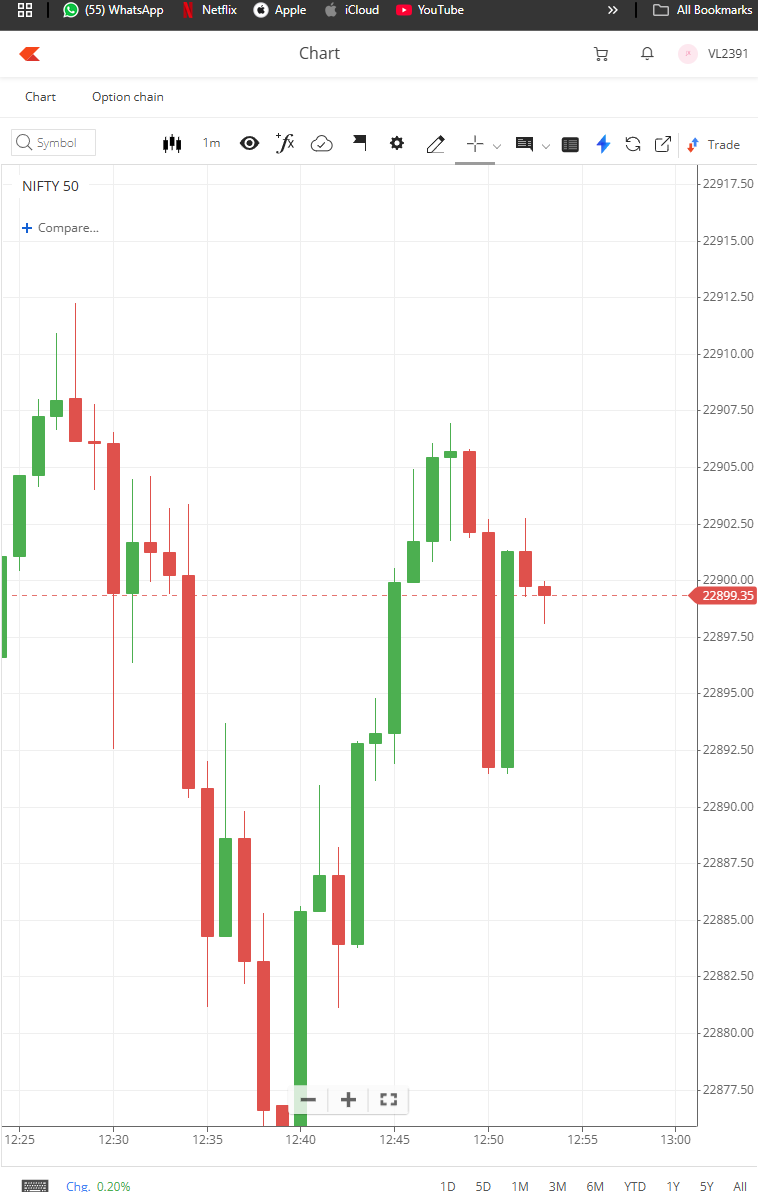 (55) WhatsApp Netflix Apple iCloud YouTube » All Bookmarks
Chart VL2391
Chart Option chain
Symbol 1m fx Trade
NIFTY 50
+ Compare...
22917.50
22915.00
22912.50
22910.00
22907.50
22905.00
22902.50
22900.00
22899.35
22897.50
22895.00
22892.50
22890.00
22887.50
22885.00
22882.50
22880.00
22877.50
12:25 12:30 12:35 12:40 12:45 12:50 12:55 13:00
Chg. 0.20% 1D 5D 1M 3M 6M YTD 1Y 5Y All